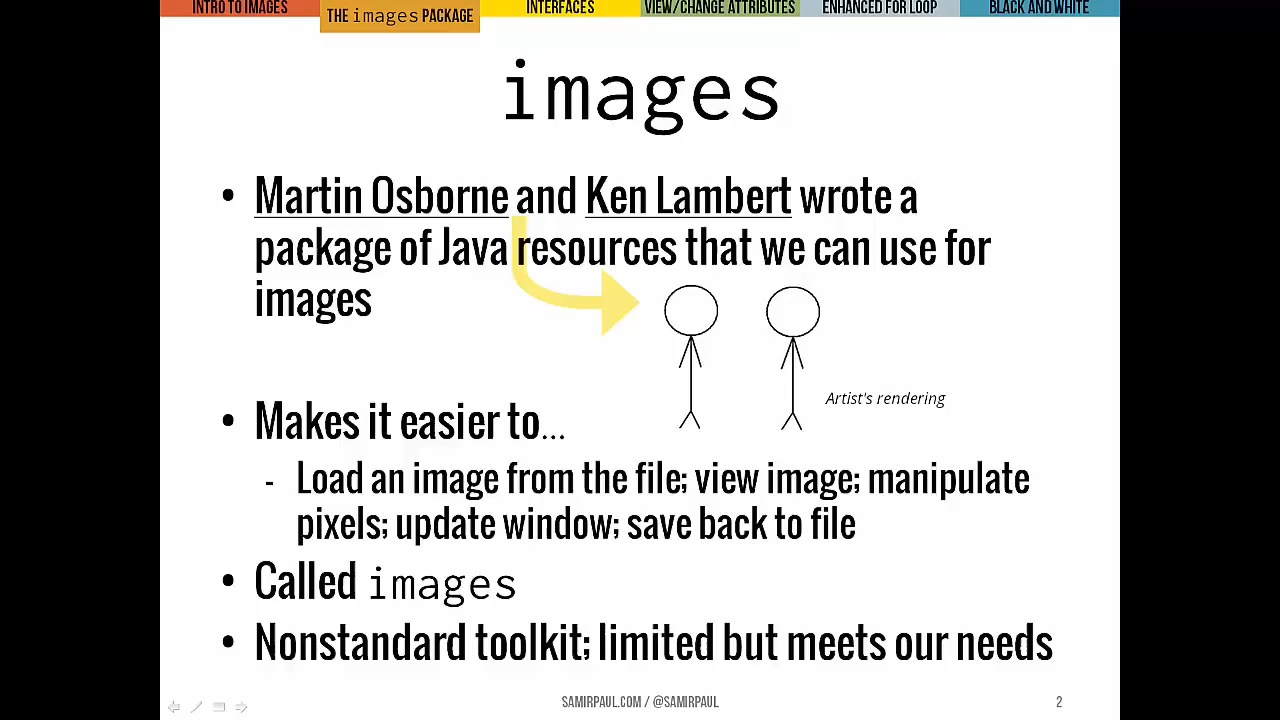 INTRO TO IMAGES
THE images PACKAGE
INTERFACES
VIEW/CHANGE ATTRIBUTES
ENHANCED FOR LOOP
BLACK AND WHITE
images
• Martin Osborne and Ken Lambert wrote a
package of Java resources that we can use for
images
Artist's rendering
• Makes it easier to...
- Load an image from the file; view image; manipulate
pixels; update window; save back to file
• Called images
• Nonstandard toolkit; limited but meets our needs
SAMIRPAUL.COM / @SAMIRPAUL
2